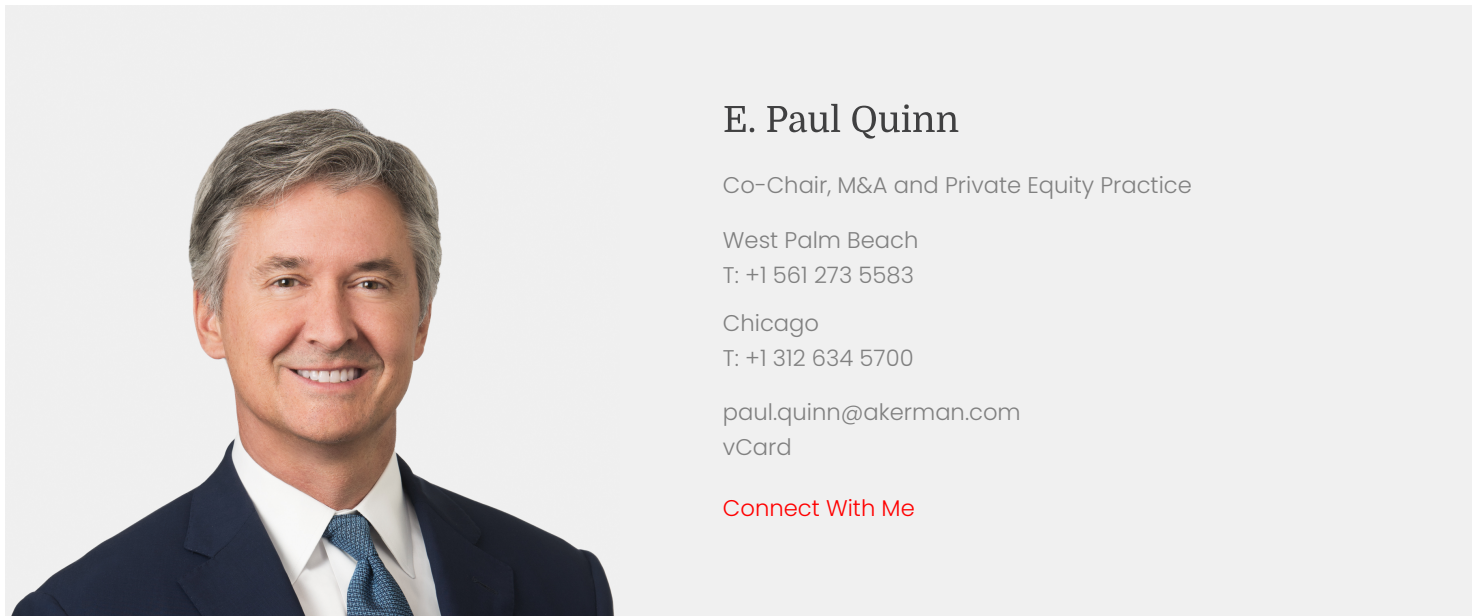 E. Paul Quinn
Co-Chair, M&A and Private Equity Practice
West Palm Beach
T: +1 561 273 5583
Chicago
T: +1 312 634 5700
paul.quinn@akerman.com
vCard
Connect With Me